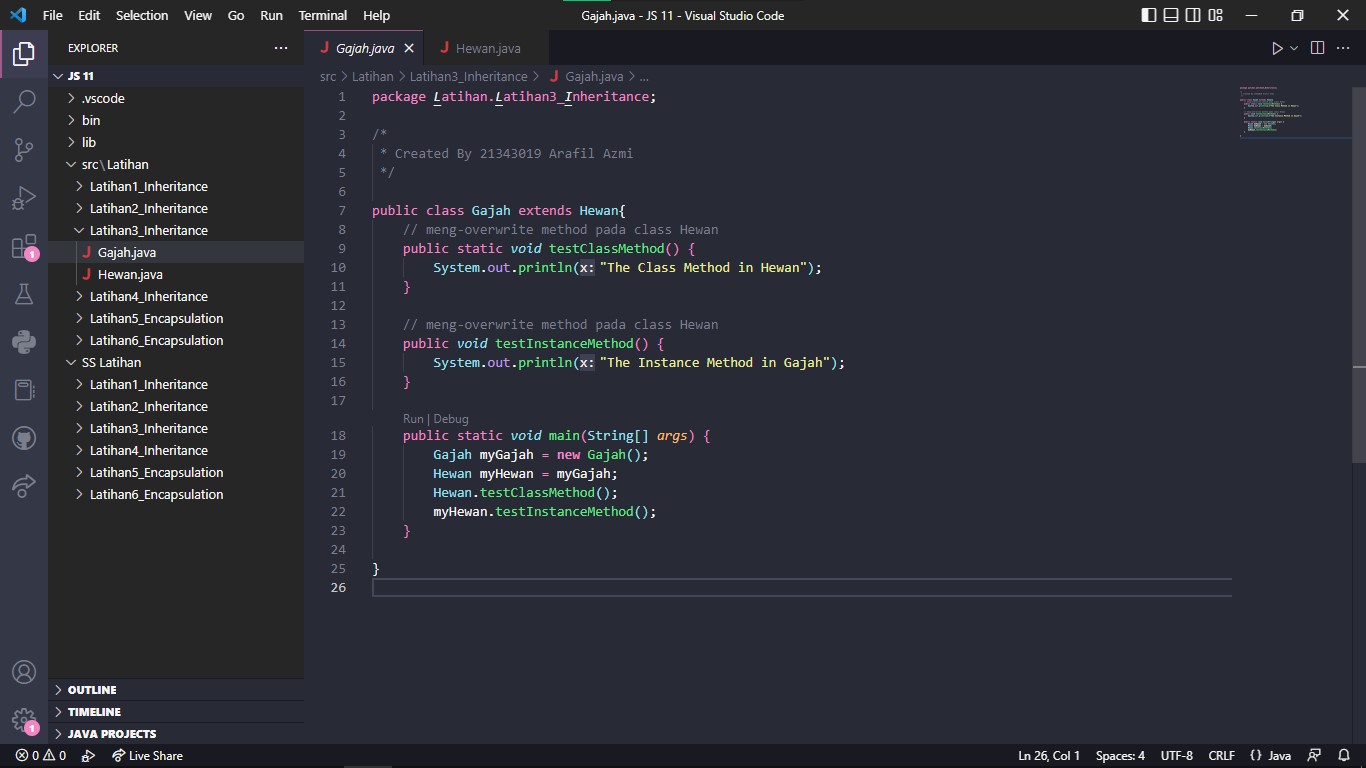 File Edit Selection View Go Run Terminal Help
Gajah.java - JS 11 - Visual Studio Code
EXPLORER
JS 11
.vscode
bin
lib
src\Latihan
Latihan1_Inheritance
Latihan2_Inheritance
Latihan3_Inheritance
J Gajah.java
J Hewan.java
Latihan4_Inheritance
Latihan5_Encapsulation
Latihan6_Encapsulation
SS Latihan
Latihan1_Inheritance
Latihan2_Inheritance
Latihan3_Inheritance
Latihan4_Inheritance
Latihan5_Encapsulation
Latihan6_Encapsulation
OUTLINE
TIMELINE
JAVA PROJECTS
1
1
J Gajah.java
J Hewan.java
src > Latihan > Latihan3_Inheritance > J Gajah.java > ...
1 package Latihan.Latihan3_Inheritance;
2
3 /*
4 * Created By 21343019 Arafil Azmi
5 */
6
7 public class Gajah extends Hewan{
8 // meng-overwrite method pada class Hewan
9 public static void testClassMethod() {
10 System.out.println(x: "The Class Method in Hewan");
11 }
12
13 // meng-overwrite method pada class Hewan
14 public void testInstanceMethod() {
15 System.out.println(x: "The Instance Method in Gajah");
16 }
17
Run | Debug
18 public static void main(String[] args) {
19 Gajah myGajah = new Gajah();
20 Hewan myHewan = myGajah;
21 Hewan.testClassMethod();
22 myHewan.testInstanceMethod();
23 }
24
25 }
26
0 0 Live Share
Ln 26, Col 1 Spaces: 4 UTF-8 CRLF {} Java